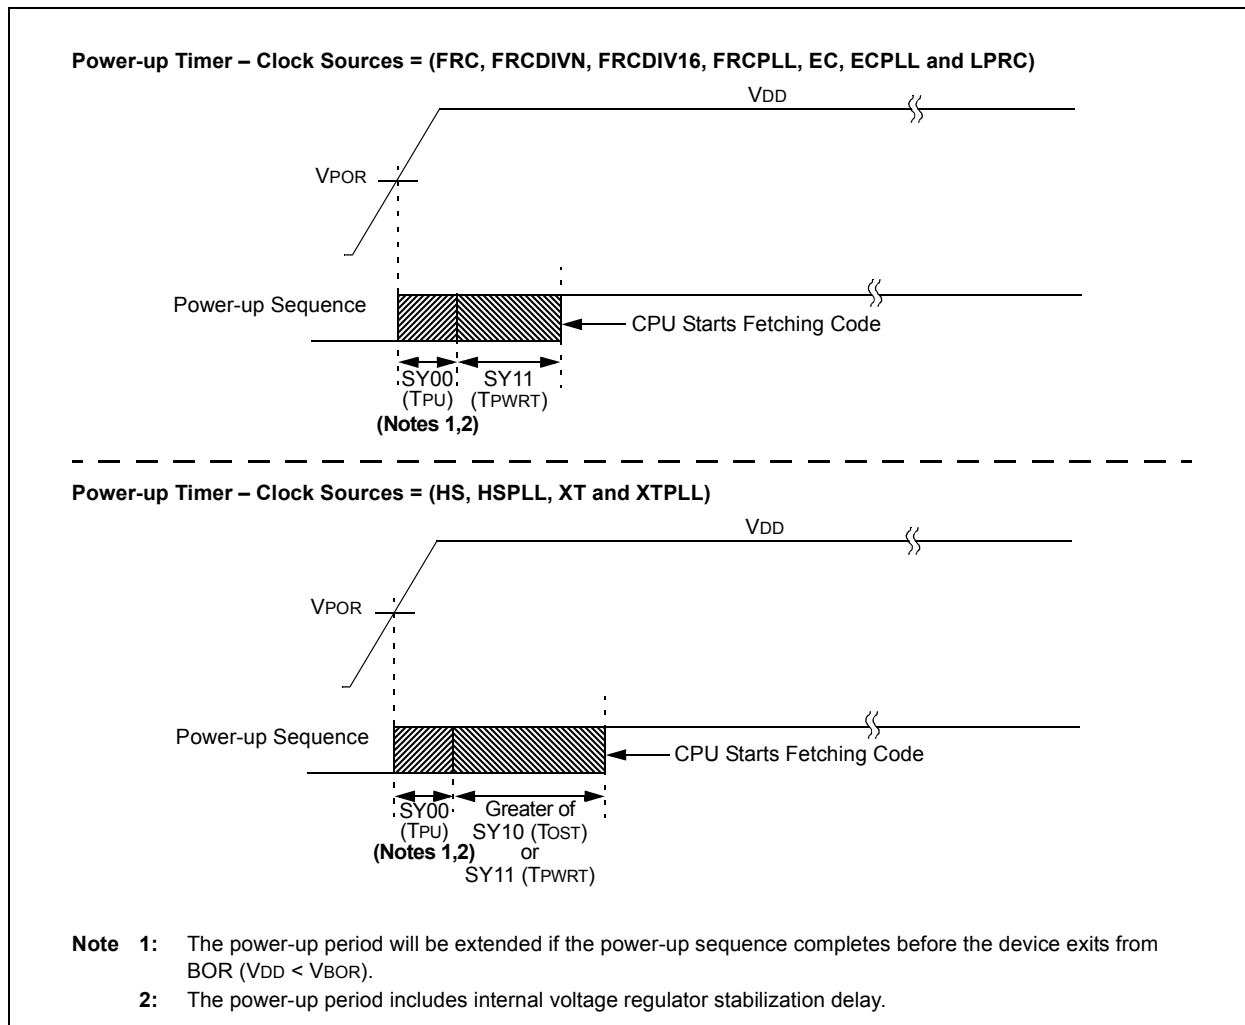 Power-up Timer – Clock Sources = (FRC, FRCDIVN, FRCDIV16, FRCPLL, EC, ECPLL and LPRC)
VDD
VPOR
Power-up Sequence
CPU Starts Fetching Code
SY00
(TPU)
(Notes 1,2)
SY11
(TPWRT)
Power-up Timer – Clock Sources = (HS, HSPLL, XT and XTPLL)
VDD
VPOR
Power-up Sequence
CPU Starts Fetching Code
SY00
(TPU)
(Notes 1,2)
Greater of
SY10 (TOST)
or
SY11 (TPWRT)
Note 1: The power-up period will be extended if the power-up sequence completes before the device exits from
BOR (VDD < VBOR).
2: The power-up period includes internal voltage regulator stabilization delay.